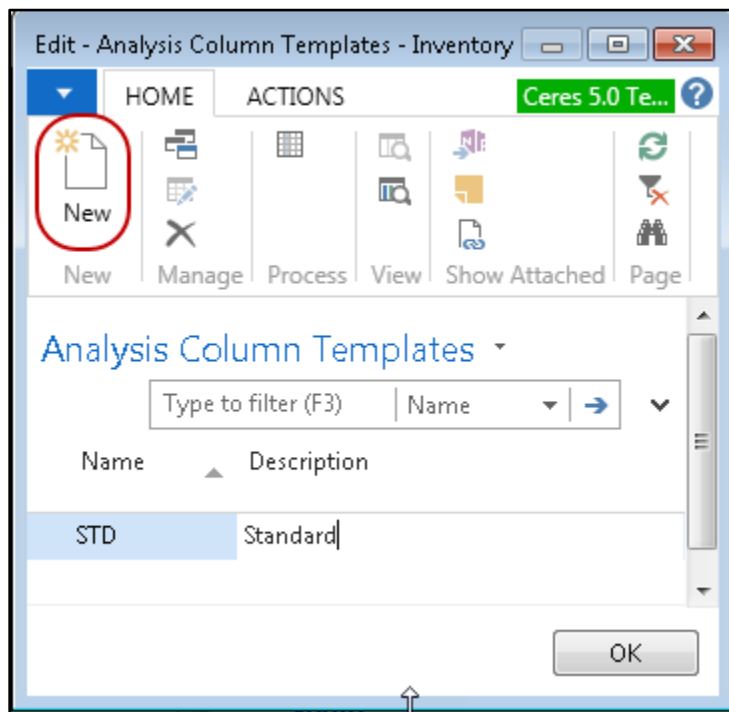 Edit - Analysis Column Templates - Inventory
HOME ACTIONS Ceres 5.0 Te... ?
New
New Manage Process View Show Attached Page
Analysis Column Templates
Type to filter (F3) Name
Name Description
STD Standard
OK